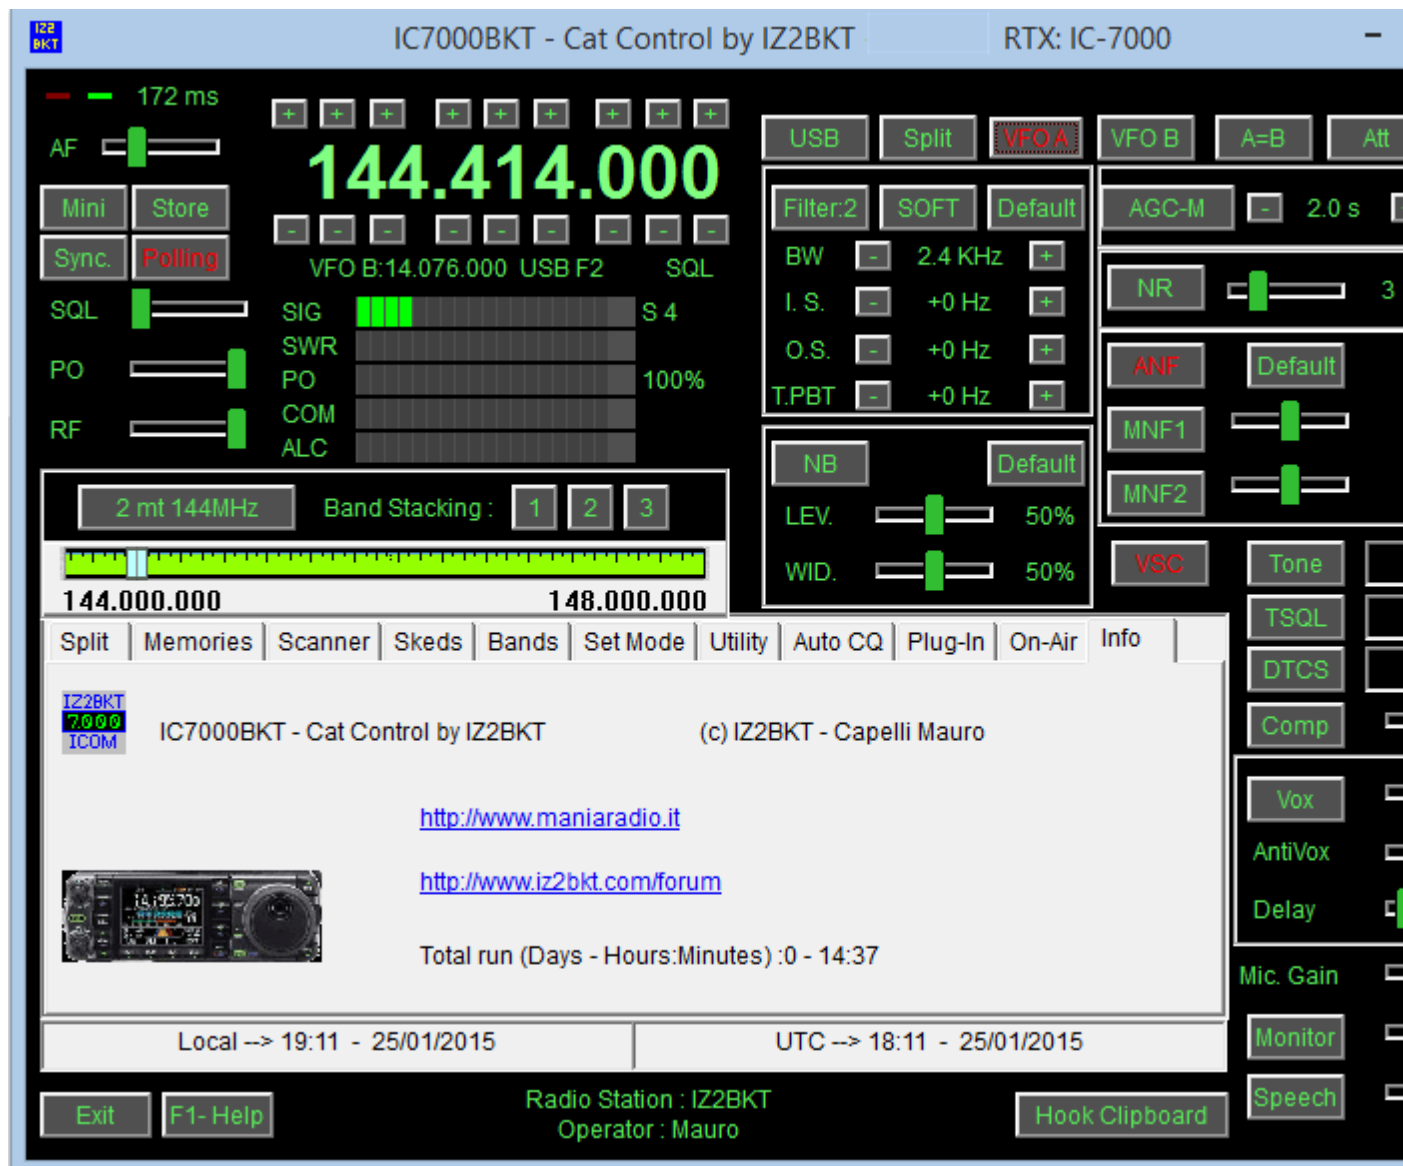 IZ2
BKT
IC7000BKT - Cat Control by IZ2BKT
RTX: IC-7000
172 ms
AF
+ + + + + + + + +
144.414.000
- - - - - - - - -
Mini
Store
Sync.
Polling
VFO B:14.076.000 USB F2 SQL
SQL
PO
RF
SIG
S 4
SWR
PO
100%
COM
ALC
USB
Split
VFO A
VFO B
A=B
Att
Filter:2
SOFT
Default
BW - 2.4 KHz +
I. S. - +0 Hz +
O.S. - +0 Hz +
T.PBT - +0 Hz +
AGC-M - 2.0 s
NR
3
ANF
Default
MNF1
MNF2
NB
Default
LEV. 50%
WID. 50%
2 mt 144MHz
Band Stacking : 1 2 3
144.000.000
148.000.000
VSC
Tone
TSQL
DTCS
Comp
Vox
AntiVox
Delay
Mic. Gain
Monitor
Speech
Split
Memories
Scanner
Skeds
Bands
Set Mode
Utility
Auto CQ
Plug-In
On-Air
Info
IZ2BKT
7.000
ICOM
IC7000BKT - Cat Control by IZ2BKT
(c) IZ2BKT - Capelli Mauro
http://www.maniaradio.it
http://www.iz2bkt.com/forum
Total run (Days - Hours:Minutes) :0 - 14:37
Local --> 19:11 - 25/01/2015
UTC --> 18:11 - 25/01/2015
Exit
F1- Help
Radio Station : IZ2BKT
Operator : Mauro
Hook Clipboard